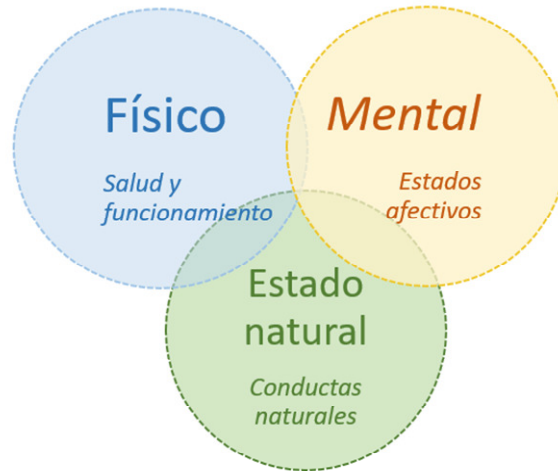 Físico
Salud y
funcionamiento
Mental
Estados
afectivos
Estado
natural
Conductas
naturales